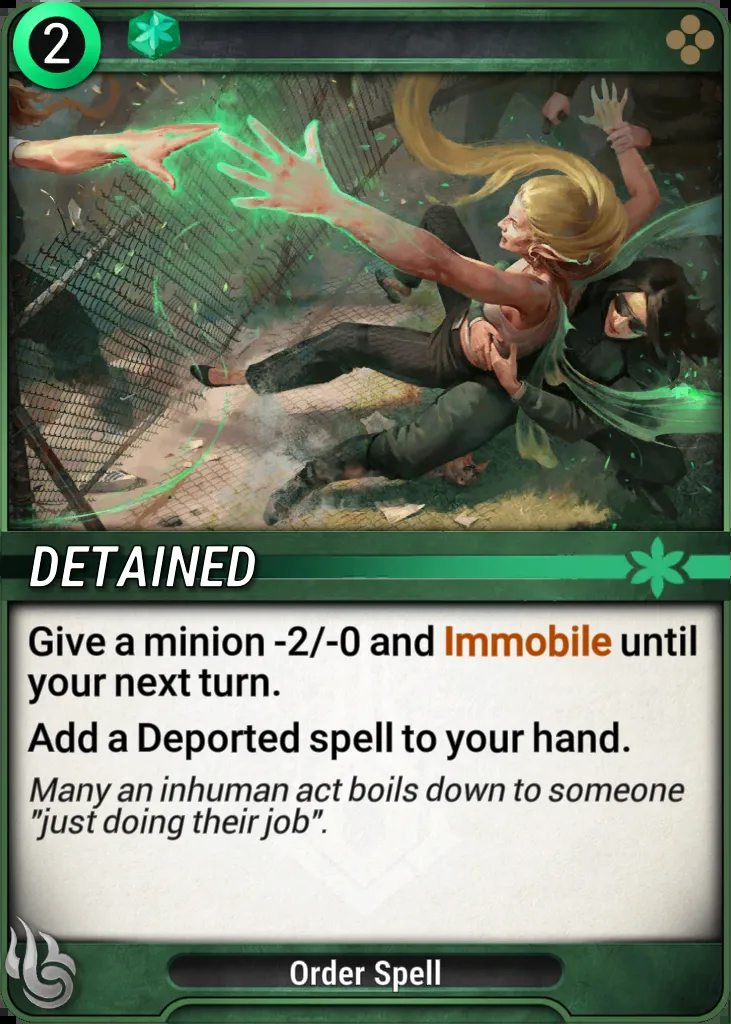 2
DETAINED
Give a minion -2/-0 and Immobile until
your next turn.
Add a Deported spell to your hand.
Many an inhuman act boils down to someone
"just doing their job".
Order Spell